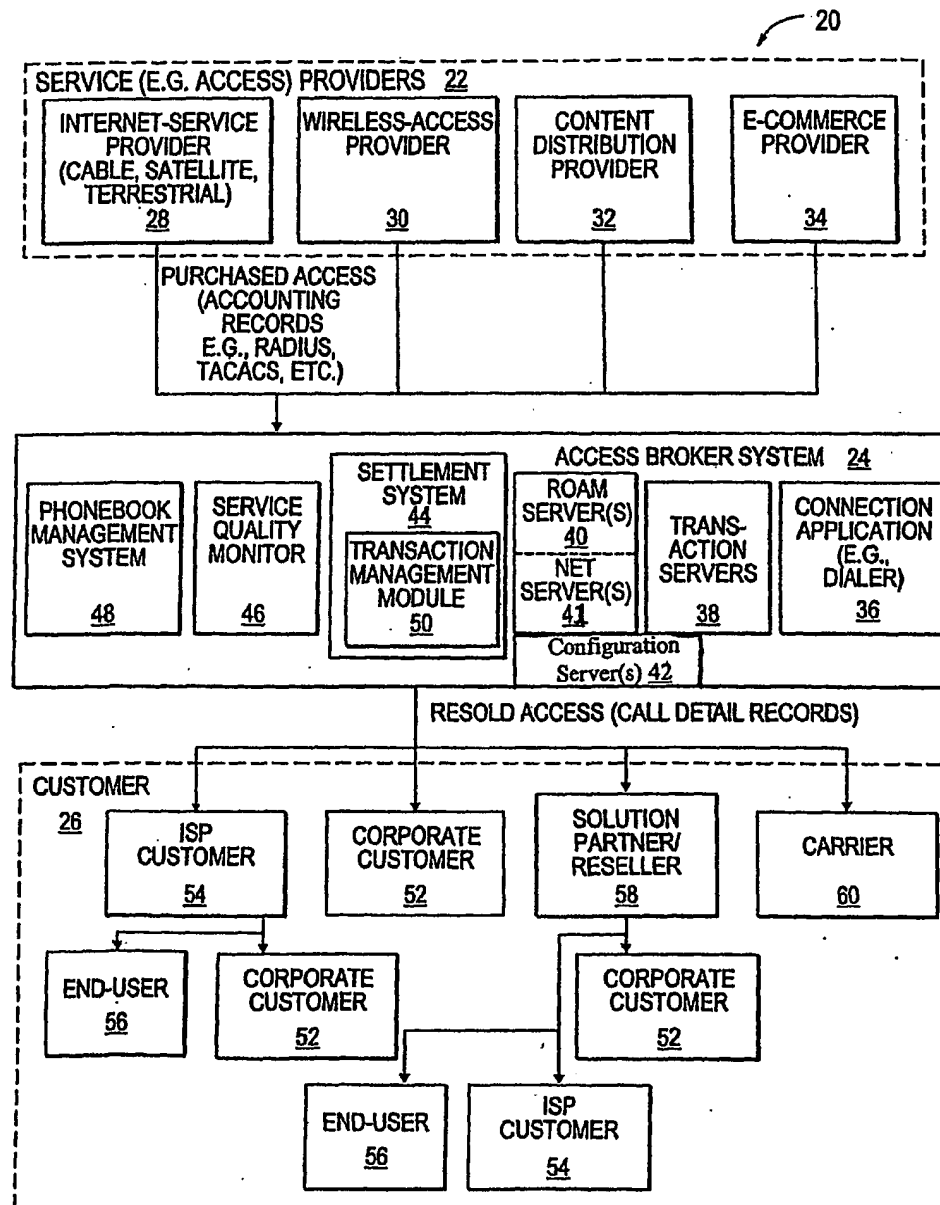 20
SERVICE (E.G. ACCESS) PROVIDERS 22
INTERNET-SERVICE
PROVIDER
(CABLE, SATELLITE,
TERRESTRIAL)
28
WIRELESS-ACCESS
PROVIDER
30
CONTENT
DISTRIBUTION
PROVIDER
32
E-COMMERCE
PROVIDER
34
PURCHASED ACCESS
(ACCOUNTING
RECORDS
E.G., RADIUS,
TACACS, ETC.)
ACCESS BROKER SYSTEM 24
PHONEBOOK
MANAGEMENT
SYSTEM
48
SERVICE
QUALITY
MONITOR
46
SETTLEMENT
SYSTEM
44
TRANSACTION
MANAGEMENT
MODULE
50
ROAM
SERVER(S)
40
NET
SERVER(S)
41
Configuration
Server(s) 42
TRANS-
ACTION
SERVERS
38
CONNECTION
APPLICATION
(E.G.,
DIALER)
36
RESOLD ACCESS (CALL DETAIL RECORDS)
CUSTOMER
26
ISP
CUSTOMER
54
CORPORATE
CUSTOMER
52
SOLUTION
PARTNER/
RESELLER
58
CARRIER
60
END-USER
56
CORPORATE
CUSTOMER
52
CORPORATE
CUSTOMER
52
END-USER
56
ISP
CUSTOMER
54